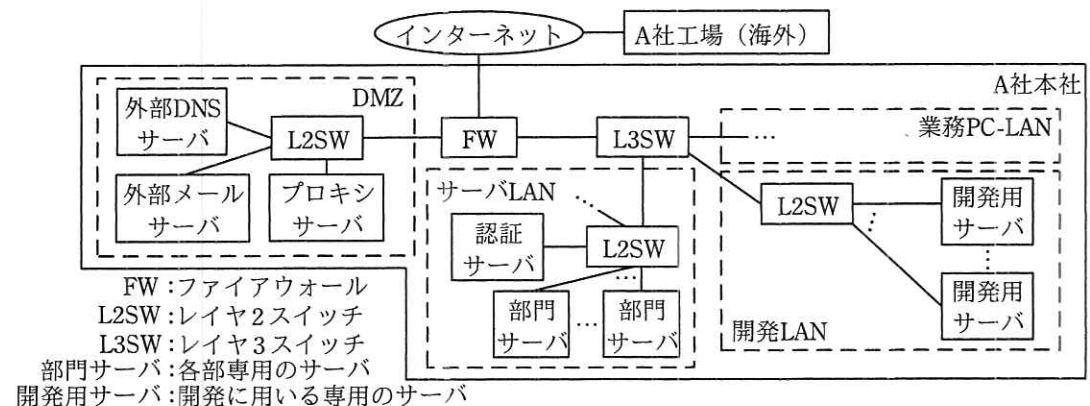 インターネット
A社工場（海外）
A社本社
DMZ
外部DNS
サーバ
L2SW
FW
L3SW
…
業務PC-LAN
外部メール
サーバ
プロキシ
サーバ
サーバLAN
…
認証
サーバ
L2SW
部門
サーバ
…
…
部門
サーバ
L2SW
…
開発用
サーバ
…
開発用
サーバ
開発LAN
FW：ファイアウォール
L2SW：レイヤ2スイッチ
L3SW：レイヤ3スイッチ
部門サーバ：各部専用のサーバ
開発用サーバ：開発に用いる専用のサーバ